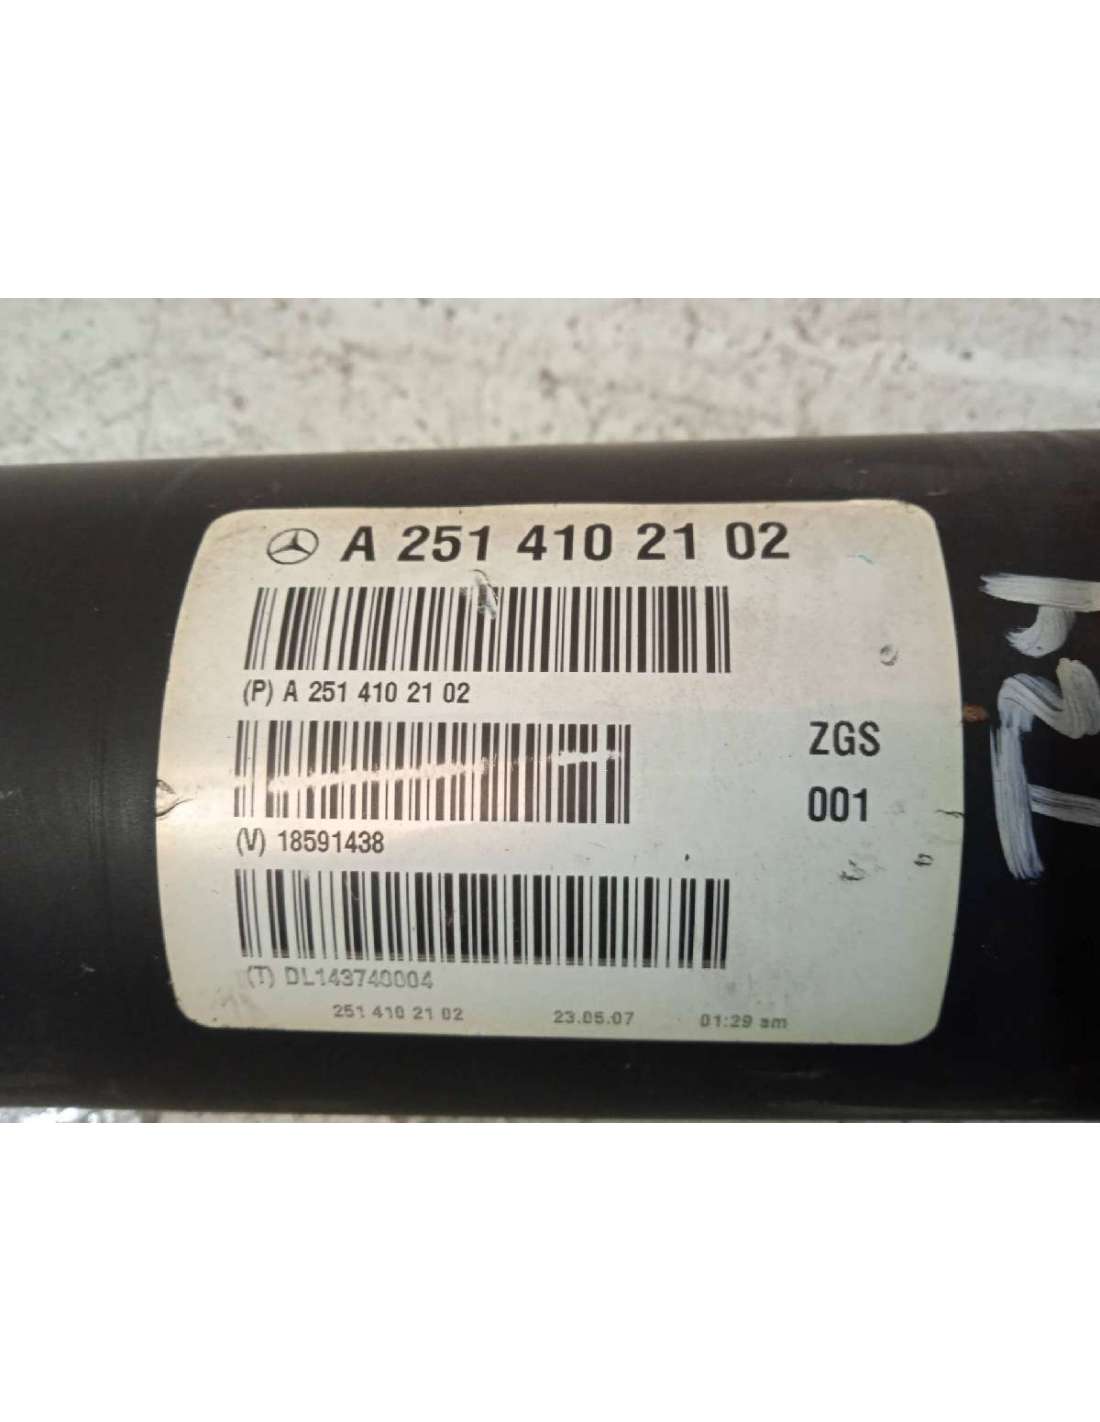 A 251 410 21 02
(P) A 251 410 21 02
ZGS
001
(V) 18591438
(T) DL143740004
251 410 21 02 23.05.07 01:29 am